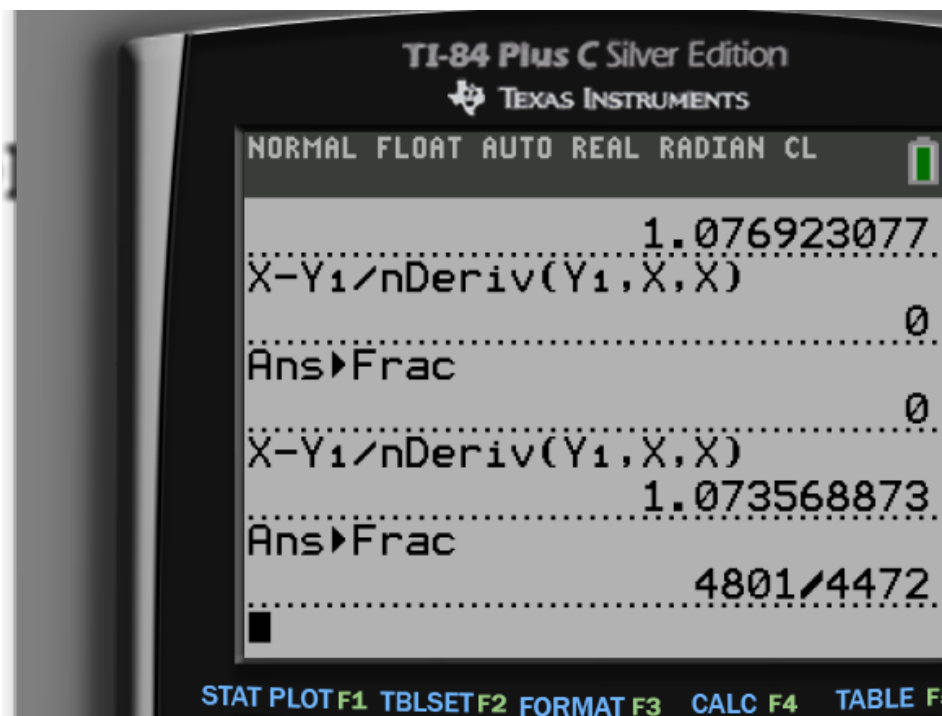 TI-84 Plus C Silver Edition
TEXAS INSTRUMENTS
NORMAL FLOAT AUTO REAL RADIAN CL
1.076923077
X-Y₁/nDeriv(Y₁,X,X)
0
Ans▸Frac
0
X-Y₁/nDeriv(Y₁,X,X)
1.073568873
Ans▸Frac
4801/4472
STAT PLOT F1 TBLSET F2 FORMAT F3 CALC F4 TABLE